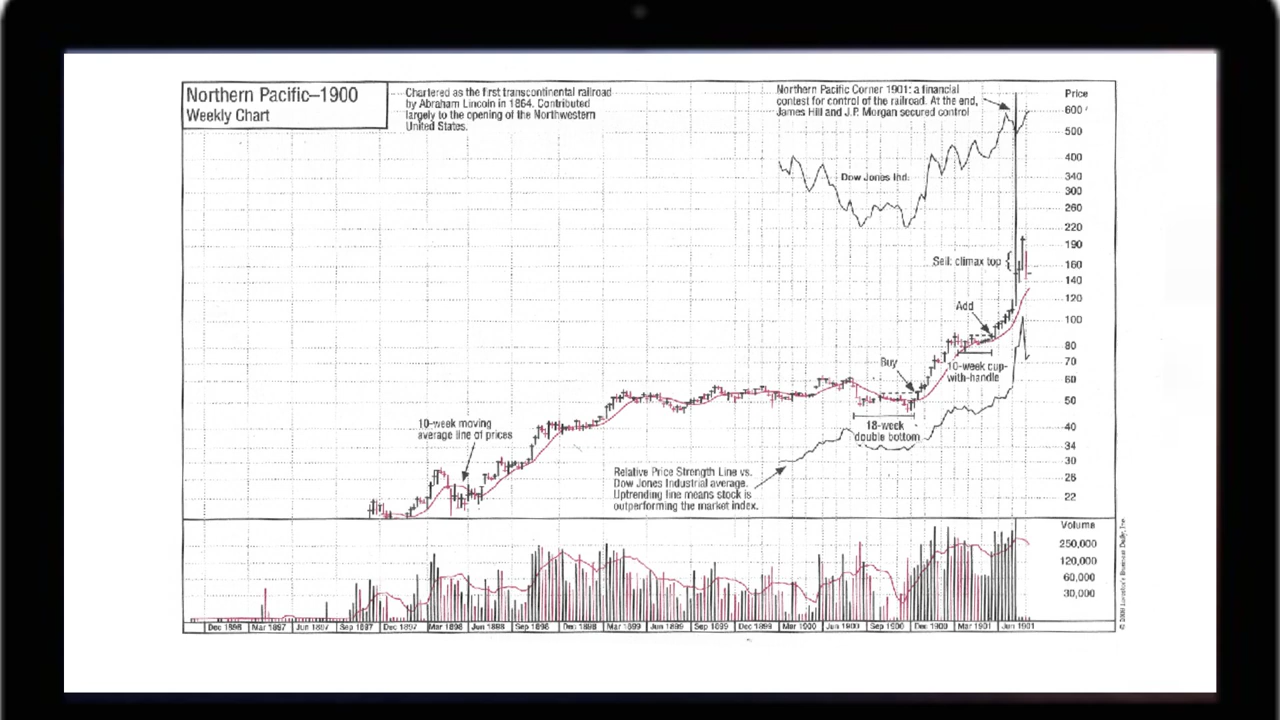 Northern Pacific–1900
Weekly Chart
Chartered as the first transcontinental railroad
by Abraham Lincoln in 1864. Contributed
largely to the opening of the Northwestern
United States.
Northern Pacific Corner 1901: a financial
contest for control of the railroad. At the end,
James Hill and J.P. Morgan secured control
Price
600
500
400
340
300
260
220
190
160
140
120
100
80
70
60
50
40
34
30
26
22
Dow Jones Ind.
Sell: climax top
Add
Buy
10-week cup-
with-handle
18-week
double bottom
10-week moving
average line of prices
Relative Price Strength Line vs.
Dow Jones Industrial average.
Uptrending line means stock is
outperforming the market index.
Volume
250,000
120,000
60,000
30,000
Dec 1896 Mar 1897 Jun 1897 Sep 1897 Dec 1897 Mar 1898 Jun 1898 Sep 1898 Dec 1898 Mar 1899 Jun 1899 Sep 1899 Dec 1899 Mar 1900 Jun 1900 Sep 1900 Dec 1900 Mar 1901 Jun 1901
Investor's Business Daily, Inc